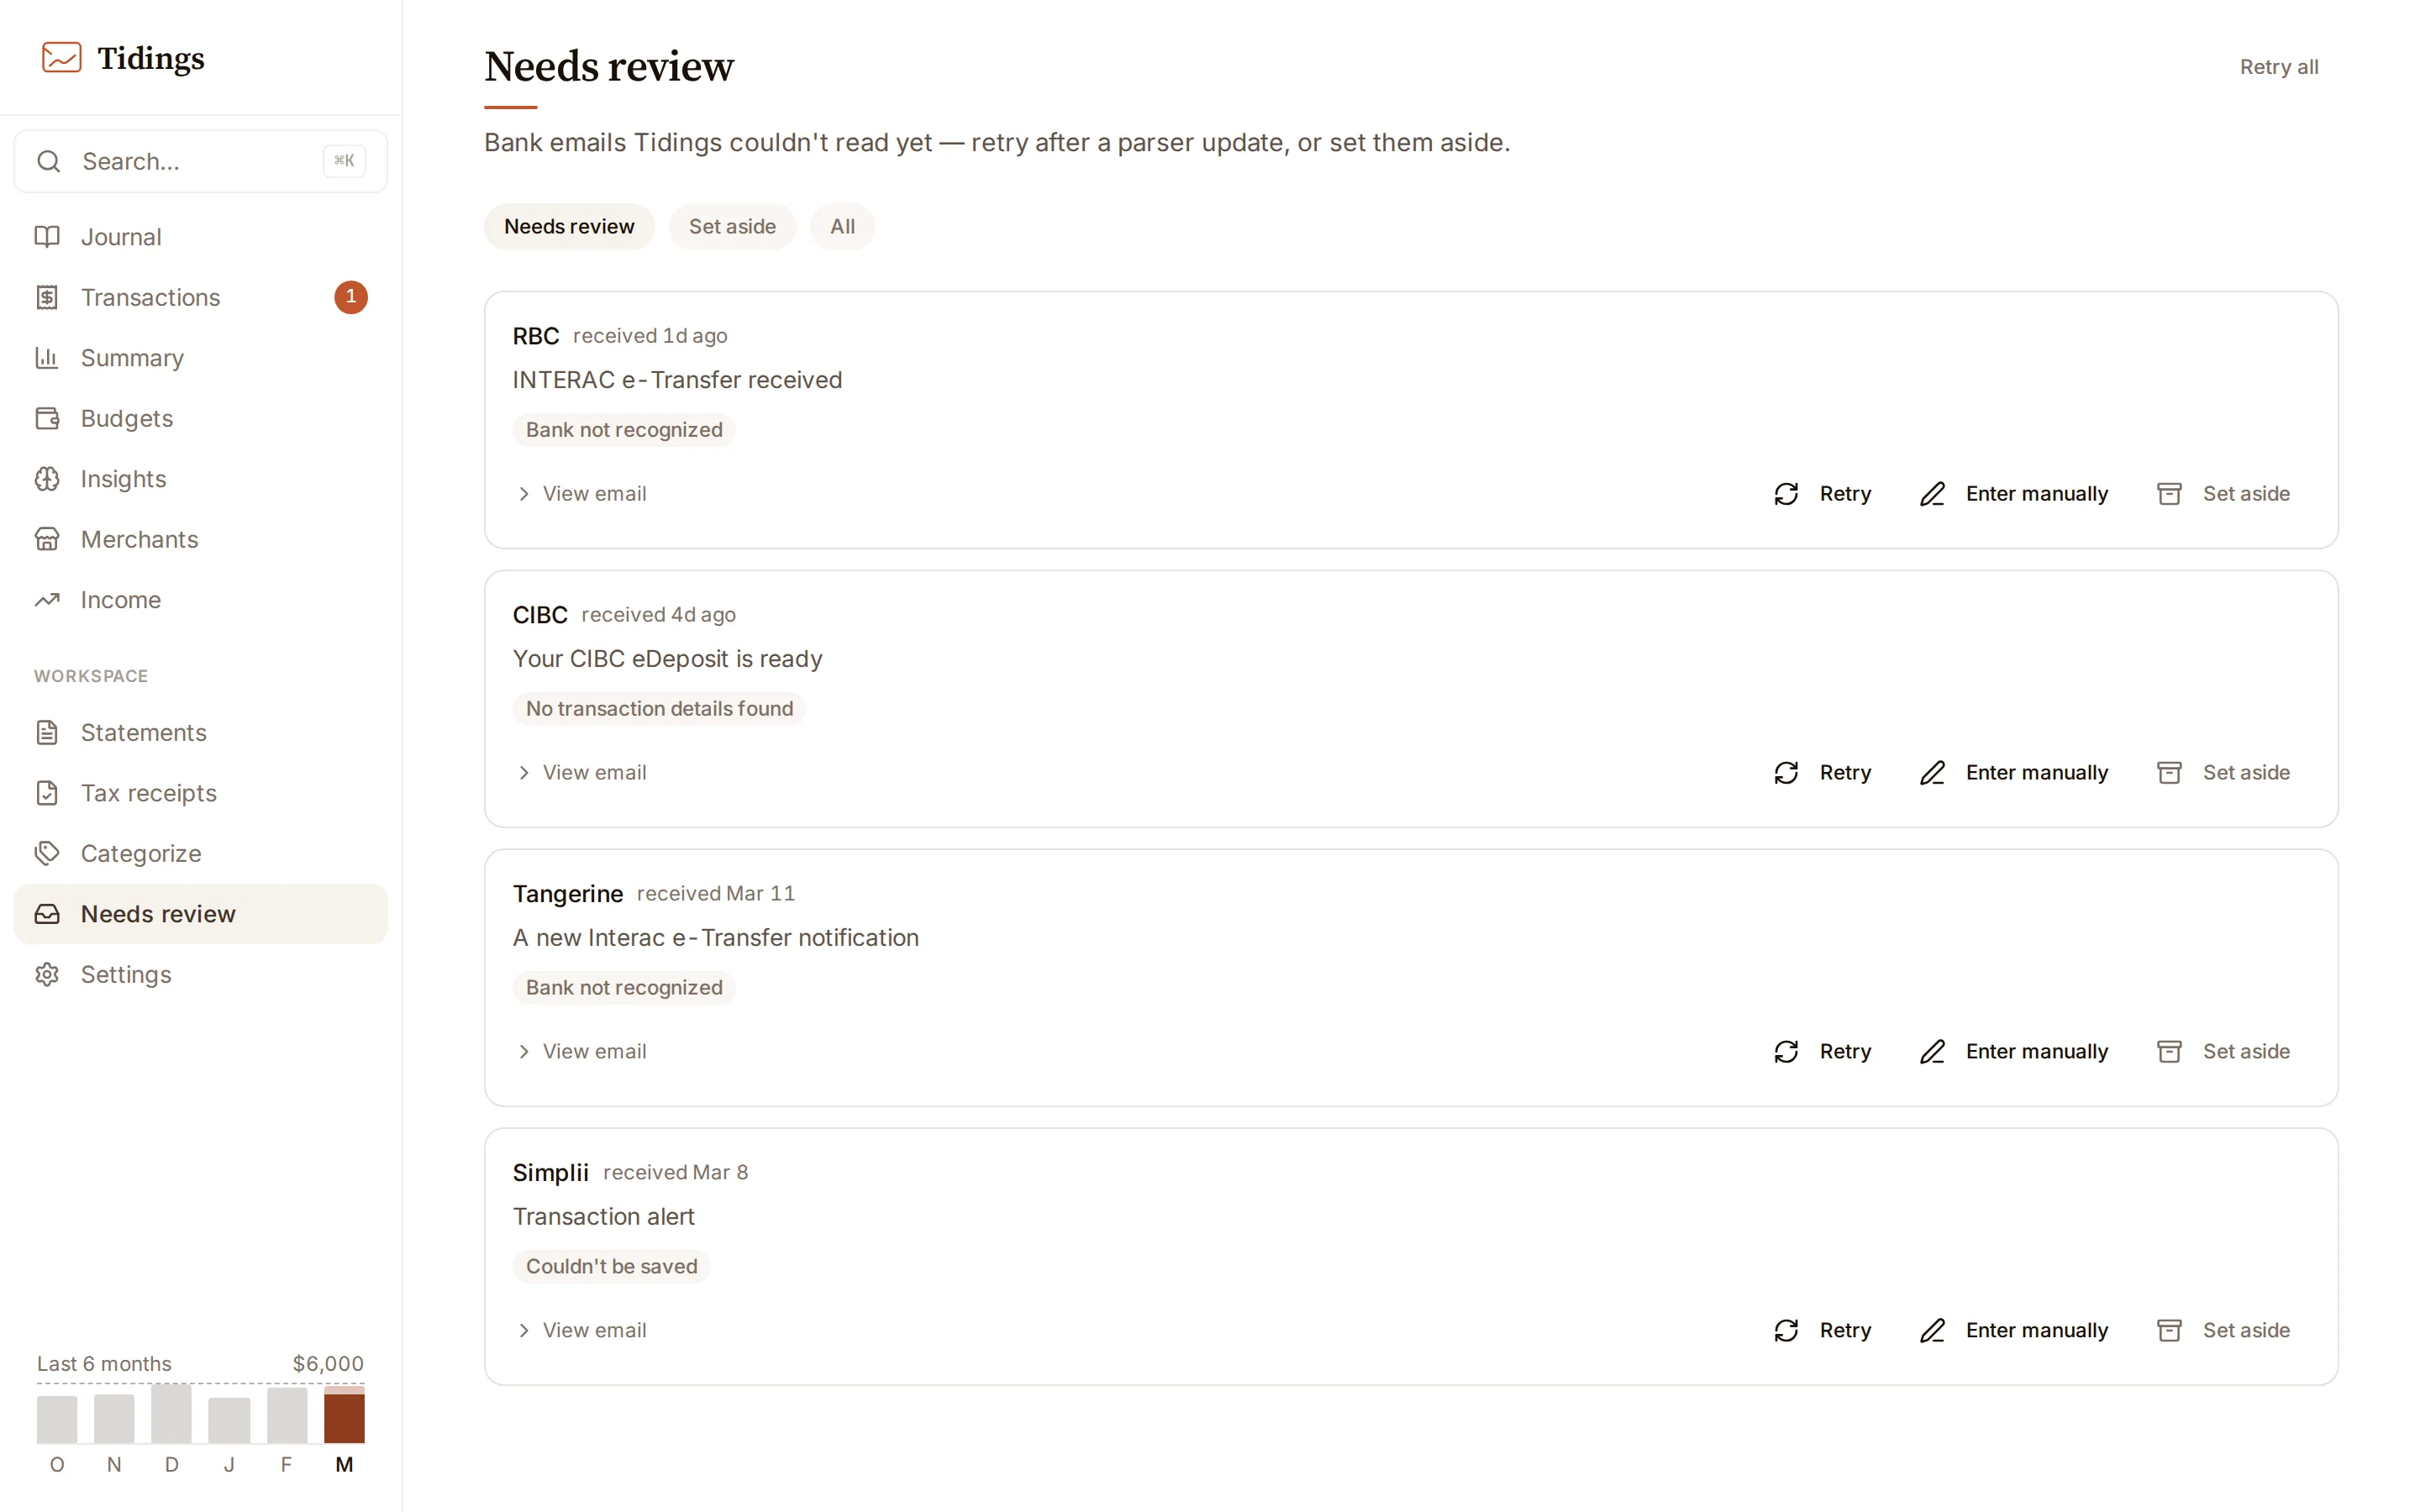 Tidings
Search...
⌘K
Journal
Transactions
1
Summary
Budgets
Insights
Merchants
Income
WORKSPACE
Statements
Tax receipts
Categorize
Needs review
Settings
Last 6 months
$6,000
O N D J F M
Needs review
Retry all
Bank emails Tidings couldn't read yet — retry after a parser update, or set them aside.
Needs review
Set aside
All
RBC received 1d ago
INTERAC e-Transfer received
Bank not recognized
View email
Retry
Enter manually
Set aside
CIBC received 4d ago
Your CIBC eDeposit is ready
No transaction details found
View email
Retry
Enter manually
Set aside
Tangerine received Mar 11
A new Interac e-Transfer notification
Bank not recognized
View email
Retry
Enter manually
Set aside
Simplii received Mar 8
Transaction alert
Couldn't be saved
View email
Retry
Enter manually
Set aside